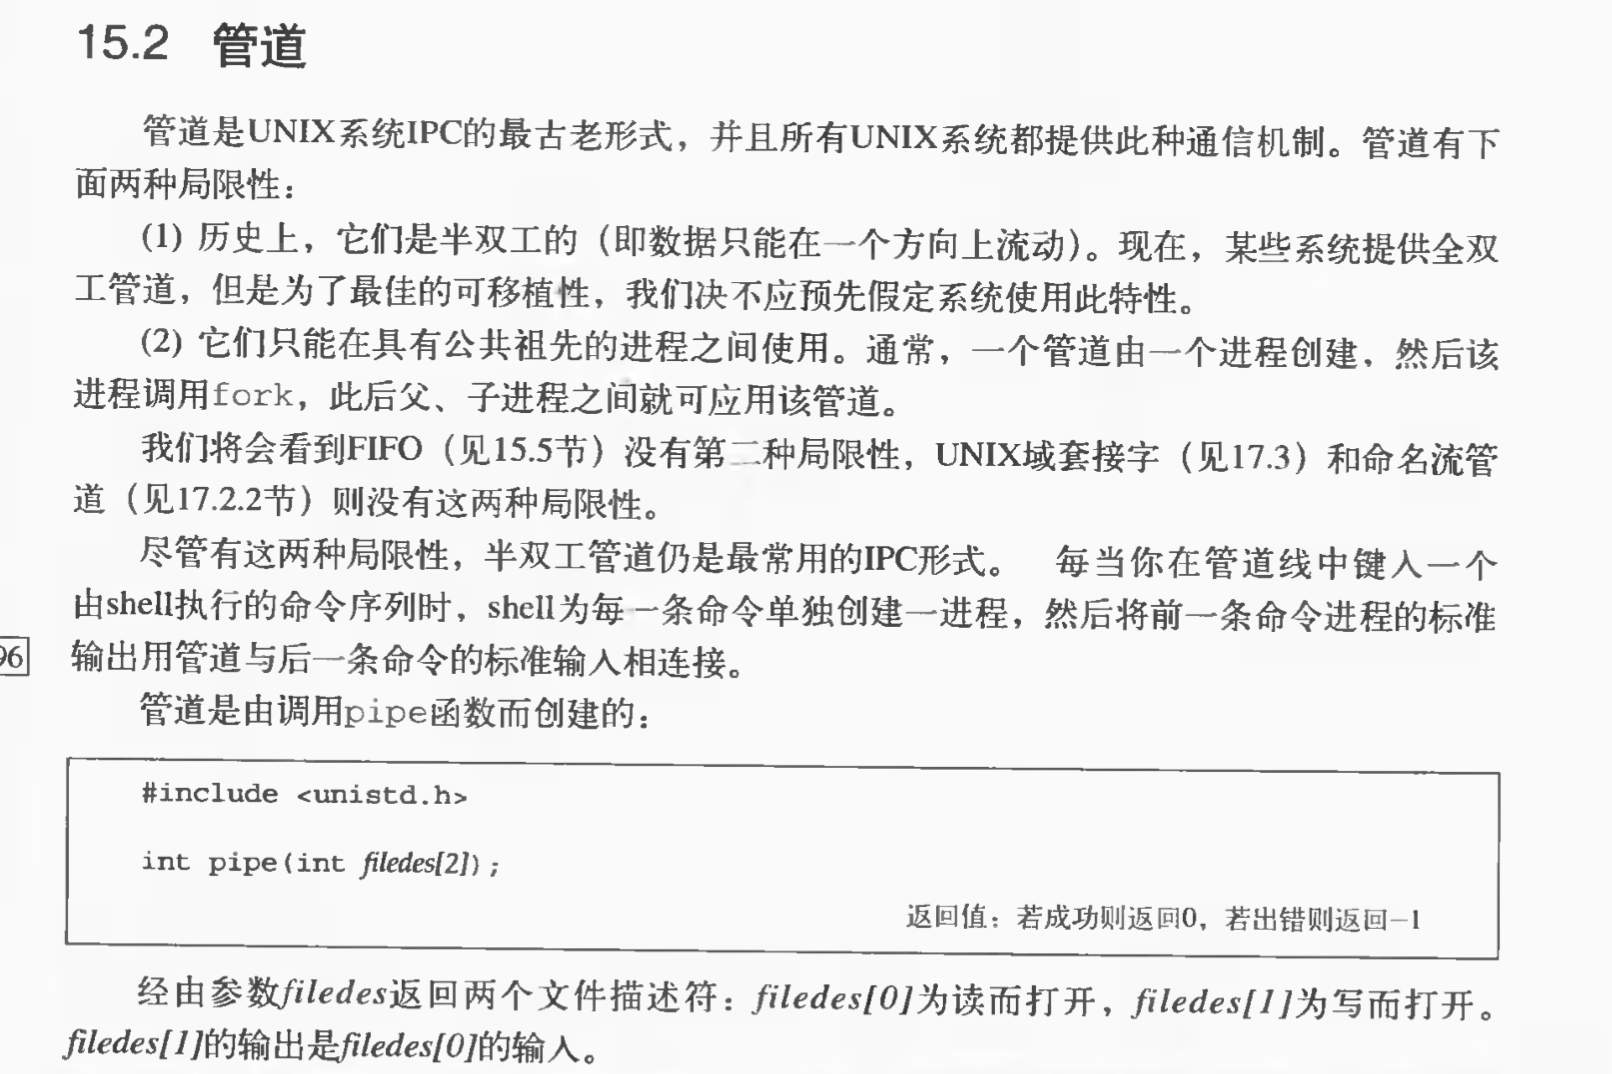 15.2 管道
管道是UNIX系统IPC的最古老形式，并且所有UNIX系统都提供此种通信机制。管道有下
面两种局限性：
(1) 历史上，它们是半双工的（即数据只能在一个方向上流动）。现在，某些系统提供全双
工管道，但是为了最佳的可移植性，我们决不应预先假定系统使用此特性。
(2) 它们只能在具有公共祖先的进程之间使用。通常，一个管道由一个进程创建，然后该
进程调用fork，此后父、子进程之间就可应用该管道。
我们将会看到FIFO（见15.5节）没有第二种局限性，UNIX域套接字（见17.3）和命名流管
道（见17.2.2节）则没有这两种局限性。
尽管有这两种局限性，半双工管道仍是最常用的IPC形式。 每当你在管道线中键入一个
由shell执行的命令序列时，shell为每一条命令单独创建一进程，然后将前一条命令进程的标准
96 输出用管道与后一条命令的标准输入相连接。
管道是由调用pipe函数而创建的：
#include <unistd.h>
int pipe(int filedes[2]);
返回值：若成功则返回0，若出错则返回-1
经由参数filedes返回两个文件描述符：filedes[0]为读而打开，filedes[1]为写而打开。
filedes[1]的输出是filedes[0]的输入。